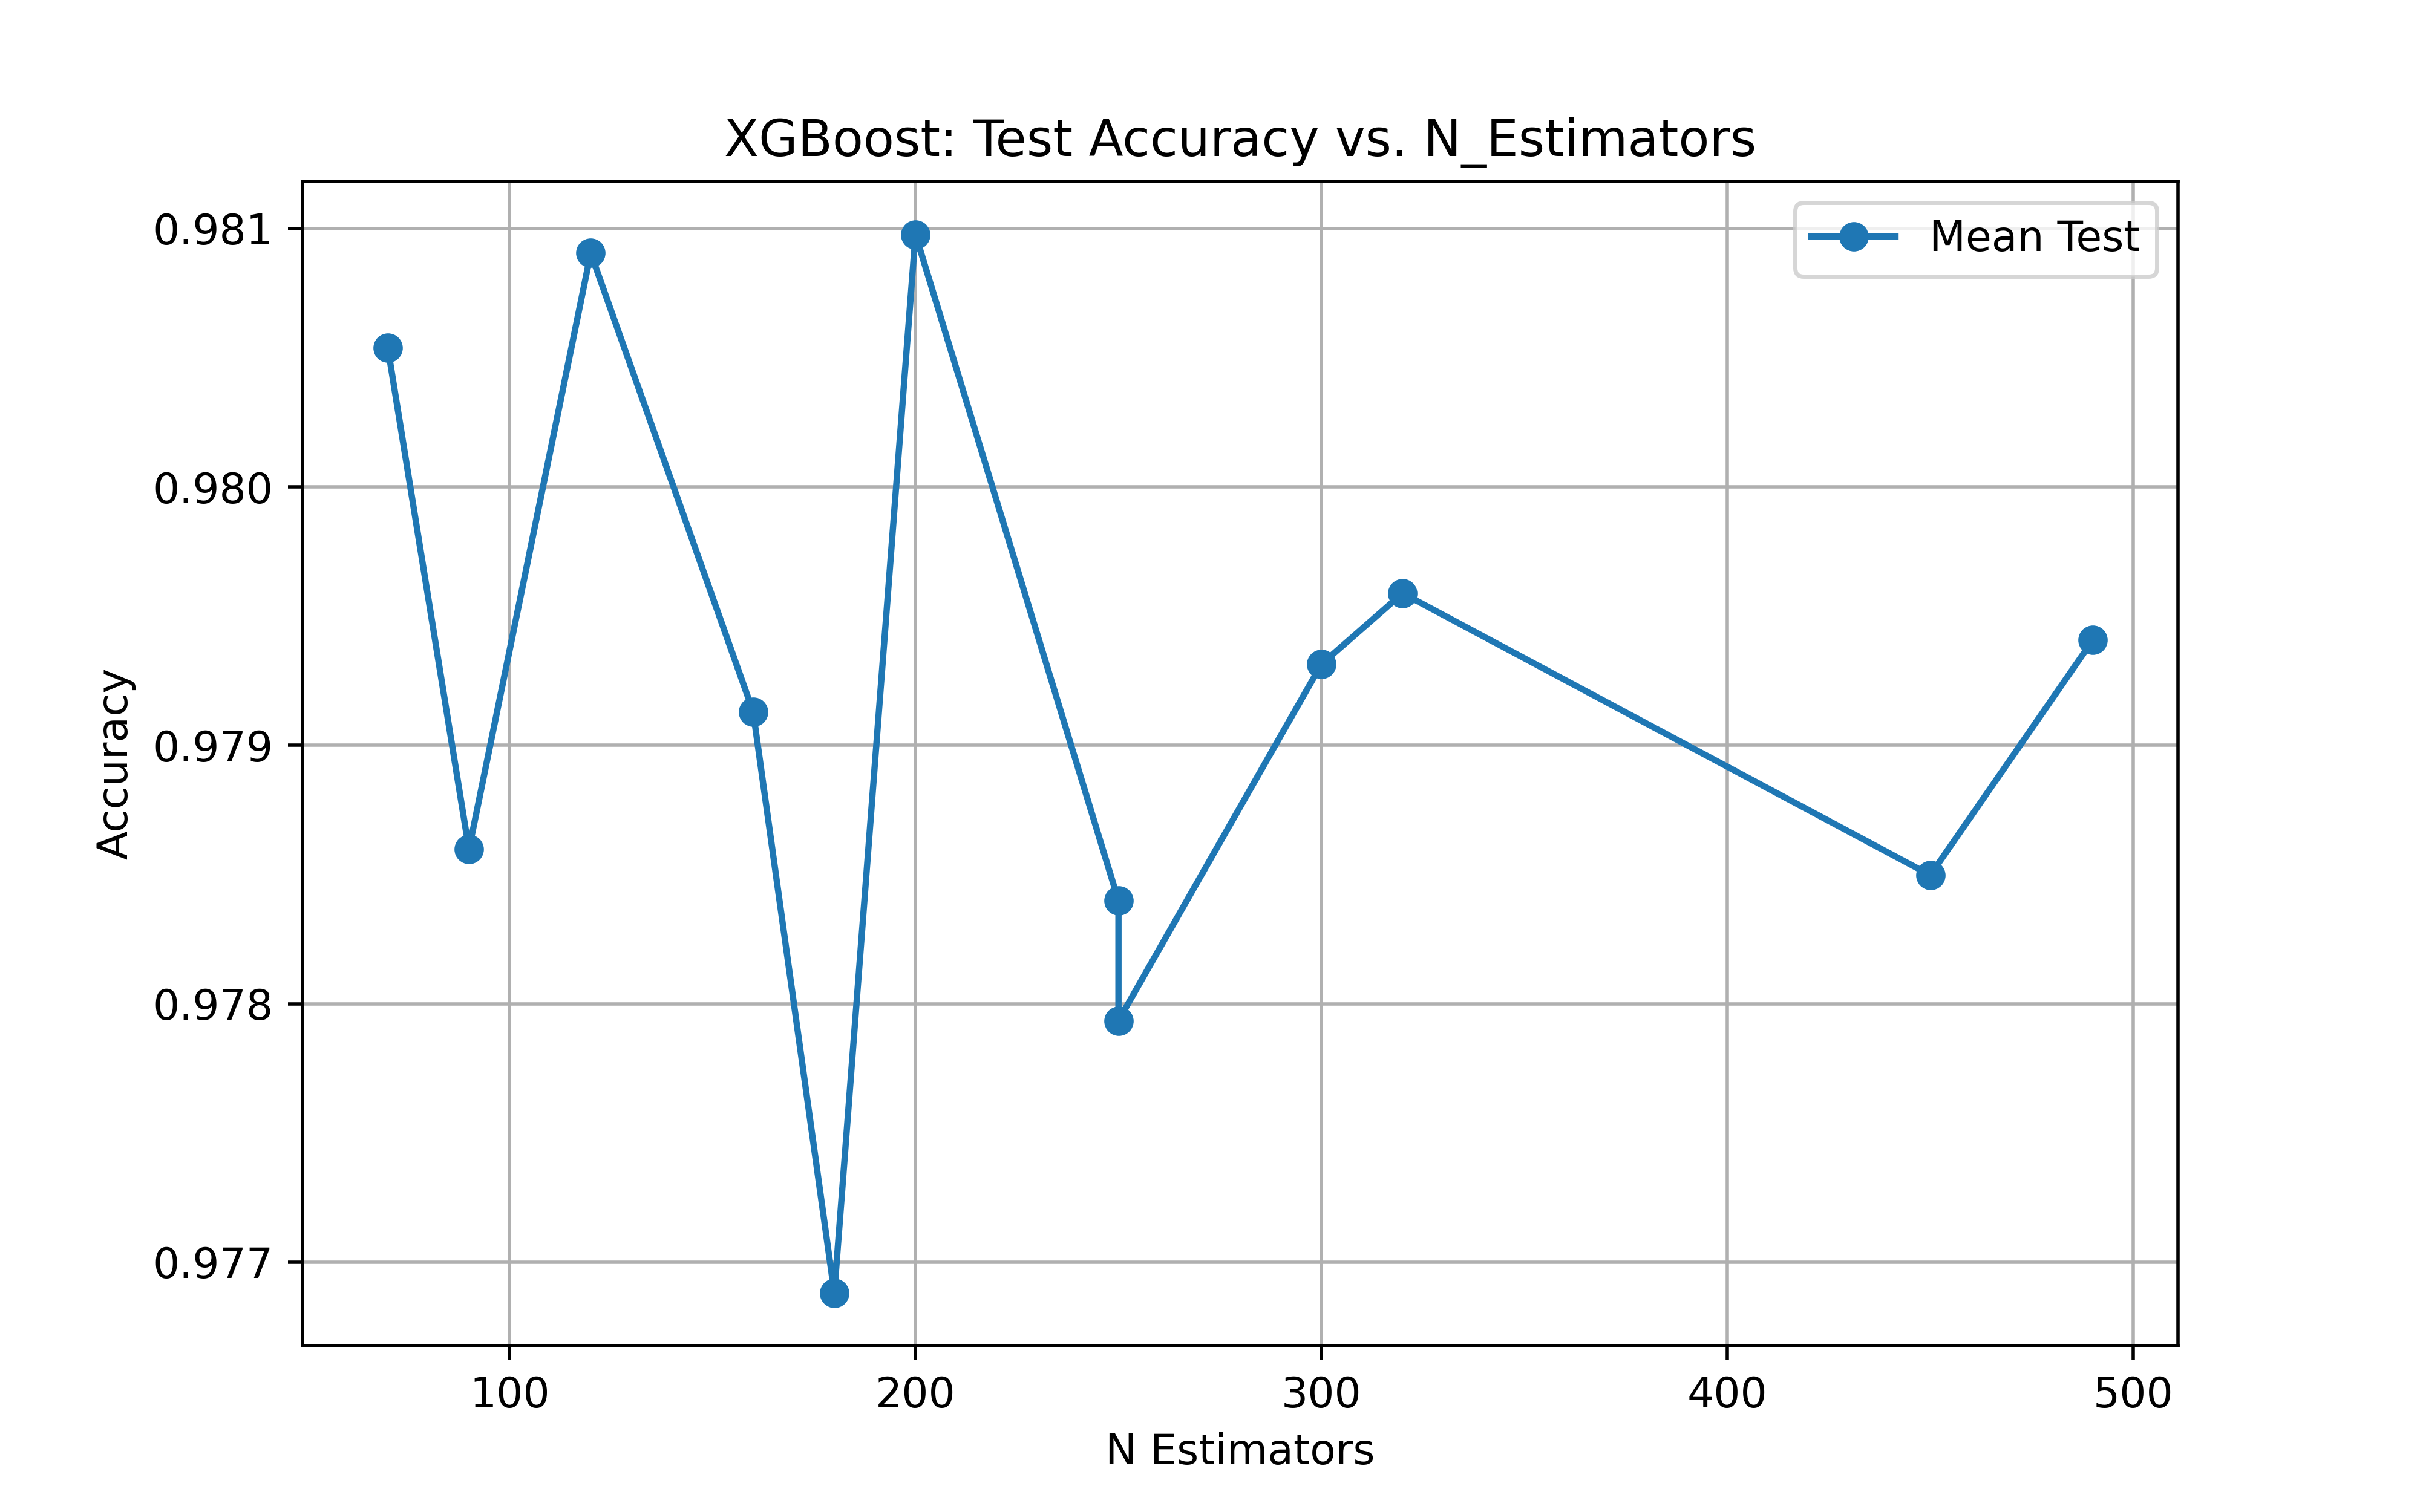 XGBoost: Test Accuracy vs. N_Estimators
Mean Test
0.981
0.980
0.979
0.978
0.977
Accuracy
100 200 300 400 500
N Estimators